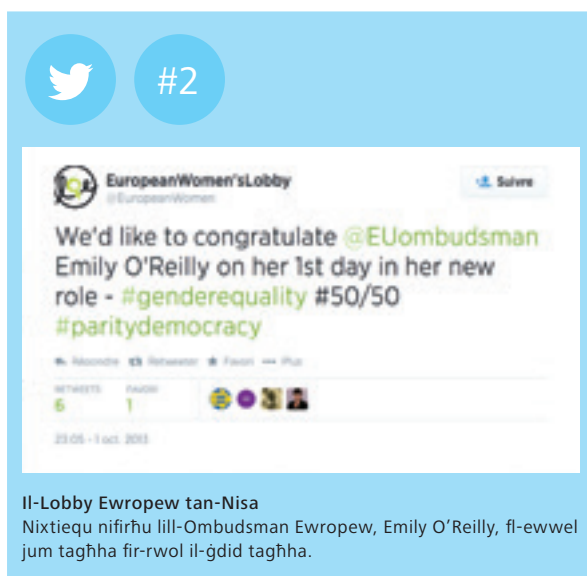 #2
EuropeanWomen'sLobby
@EuropeanWomen
Suivre
We'd like to congratulate @EUombudsman
Emily O'Reilly on her 1st day in her new
role - #genderequality #50/50
#paritydemocracy
Répondre Retweeter Favori Plus
RETWEETS FAVORI
6 1
23:05 - 1 oct. 2013
Il-Lobby Ewropew tan-Nisa
Nixtiequ nifirħu lill-Ombudsman Ewropew, Emily O’Reilly, fl-ewwel
jum tagħha fir-rwol il-ġdid tagħha.